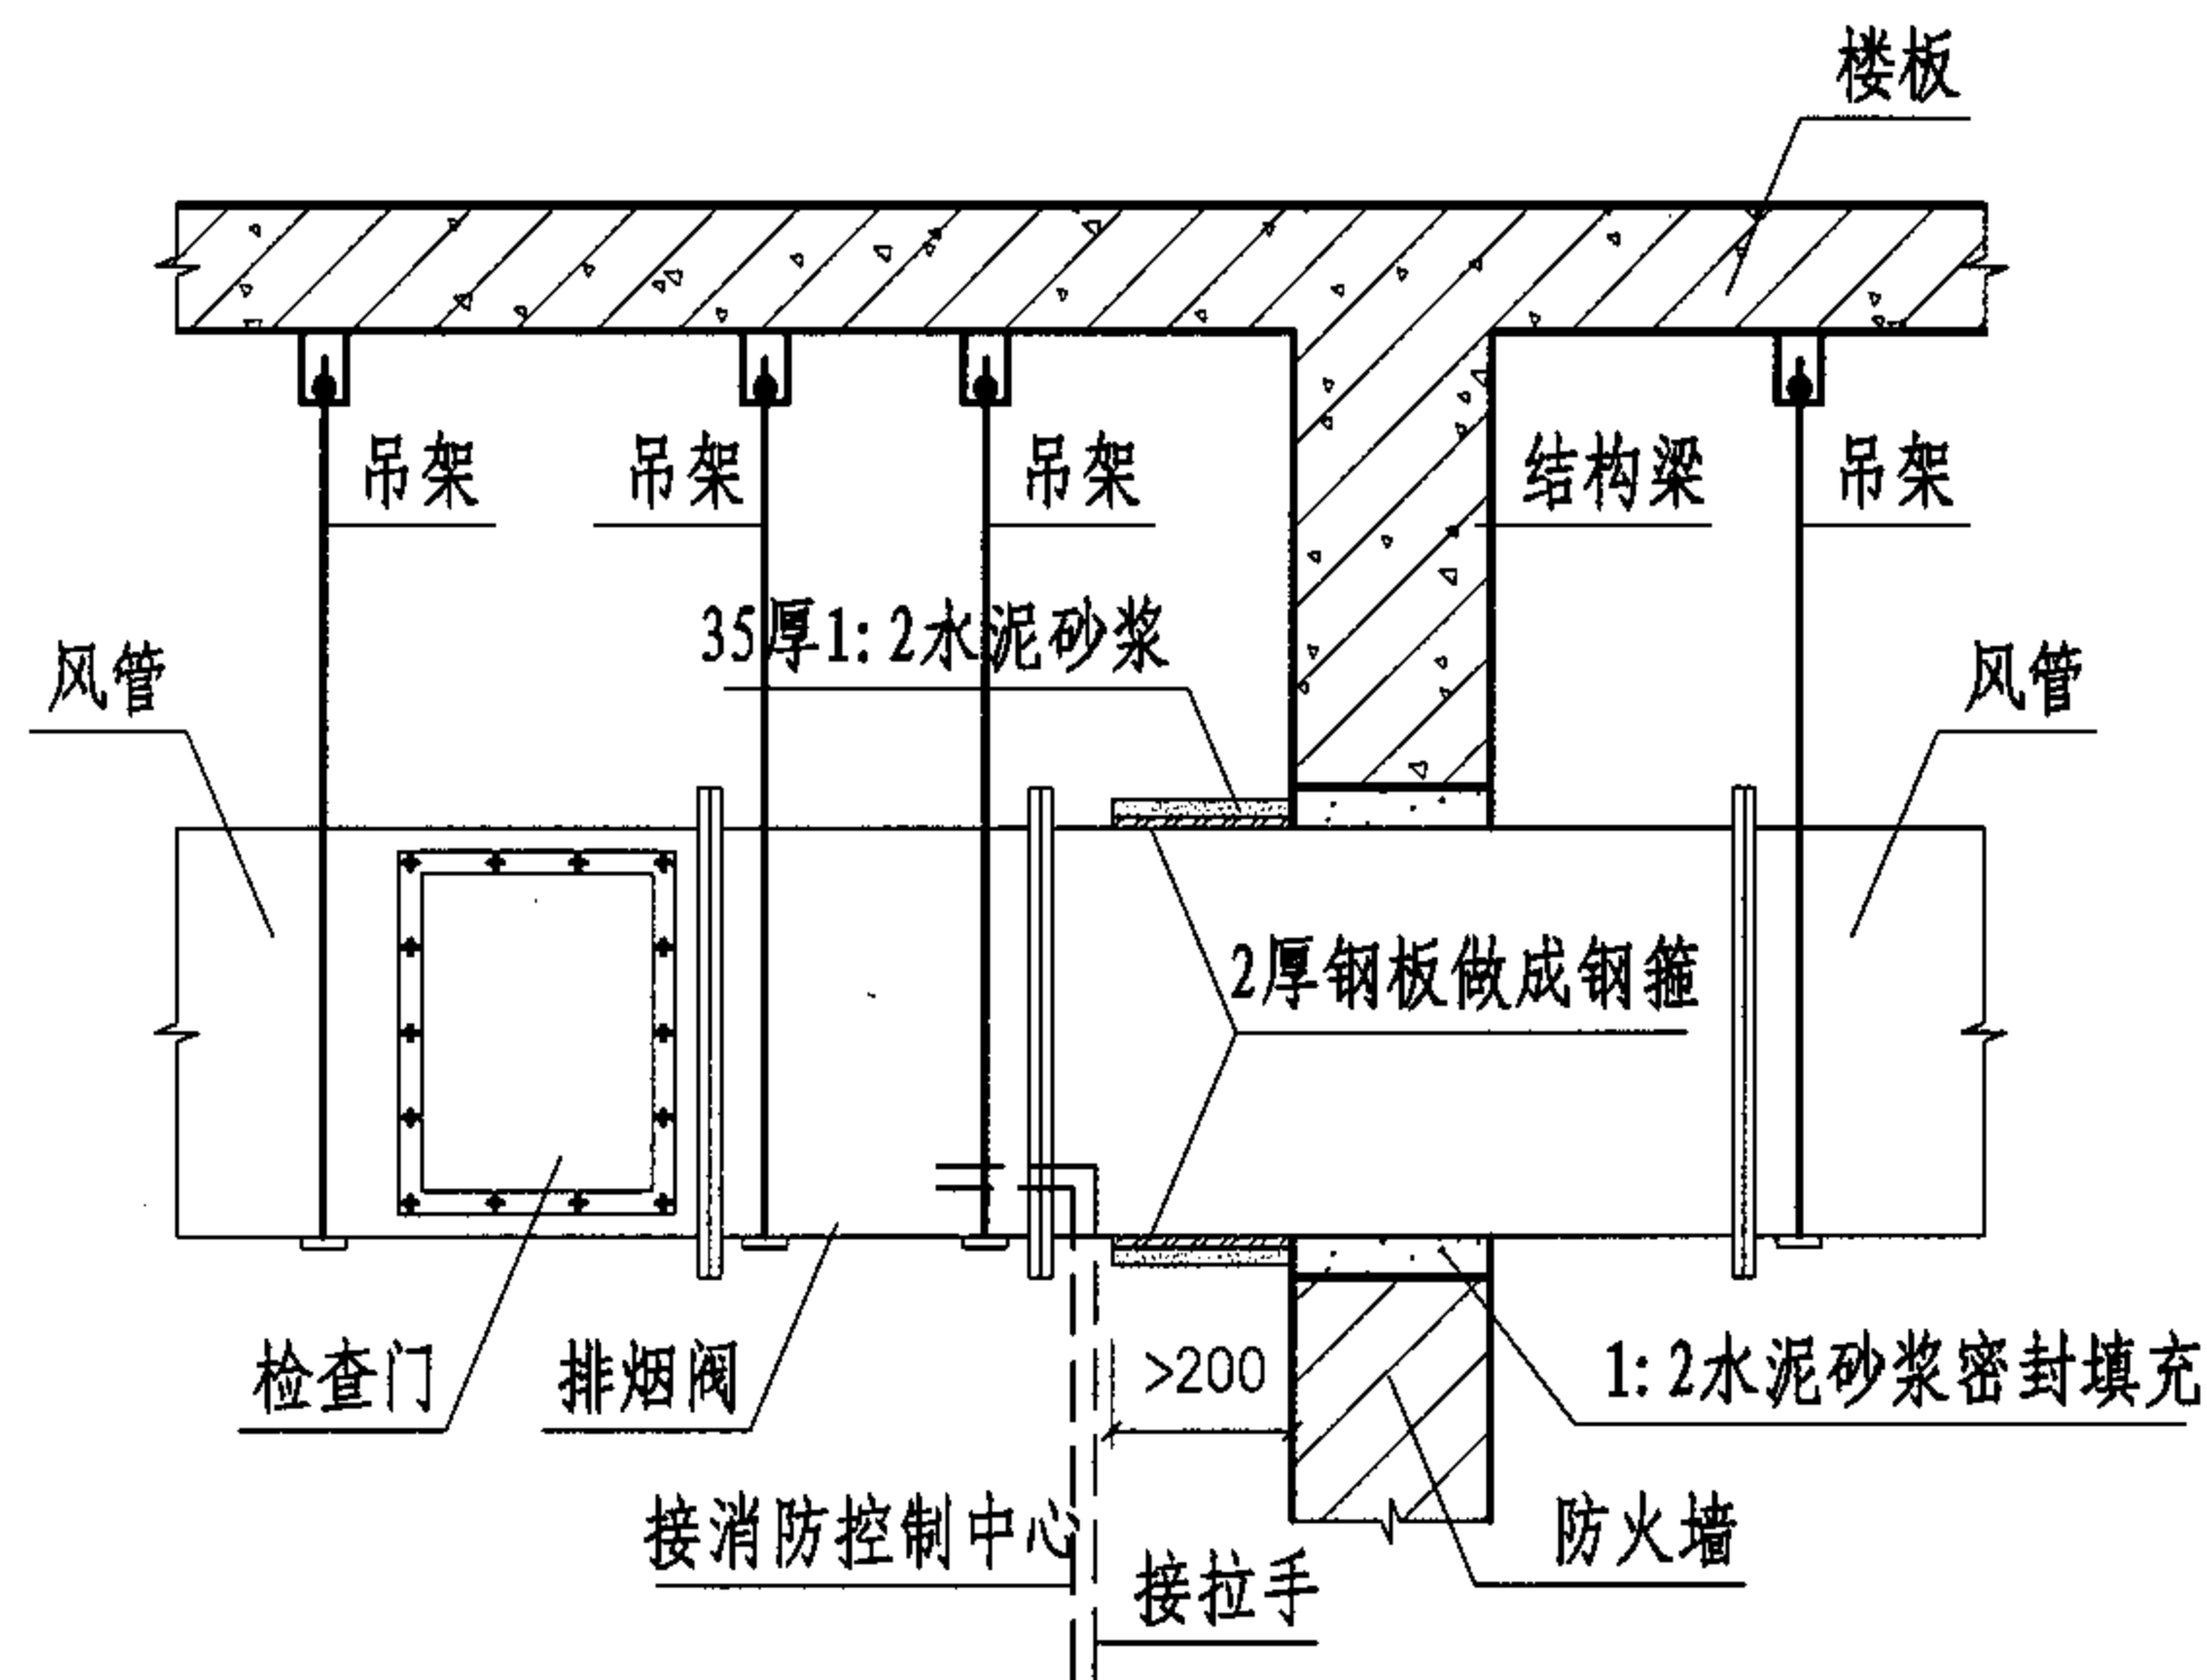 楼板
吊架
吊架
吊架
结构梁
吊架
35厚1:2水泥砂浆
风管
风管
2厚钢板做成钢箍
检查门
排烟阀
>200
1:2水泥砂浆密封填充
接消防控制中心
接拉手
防火墙